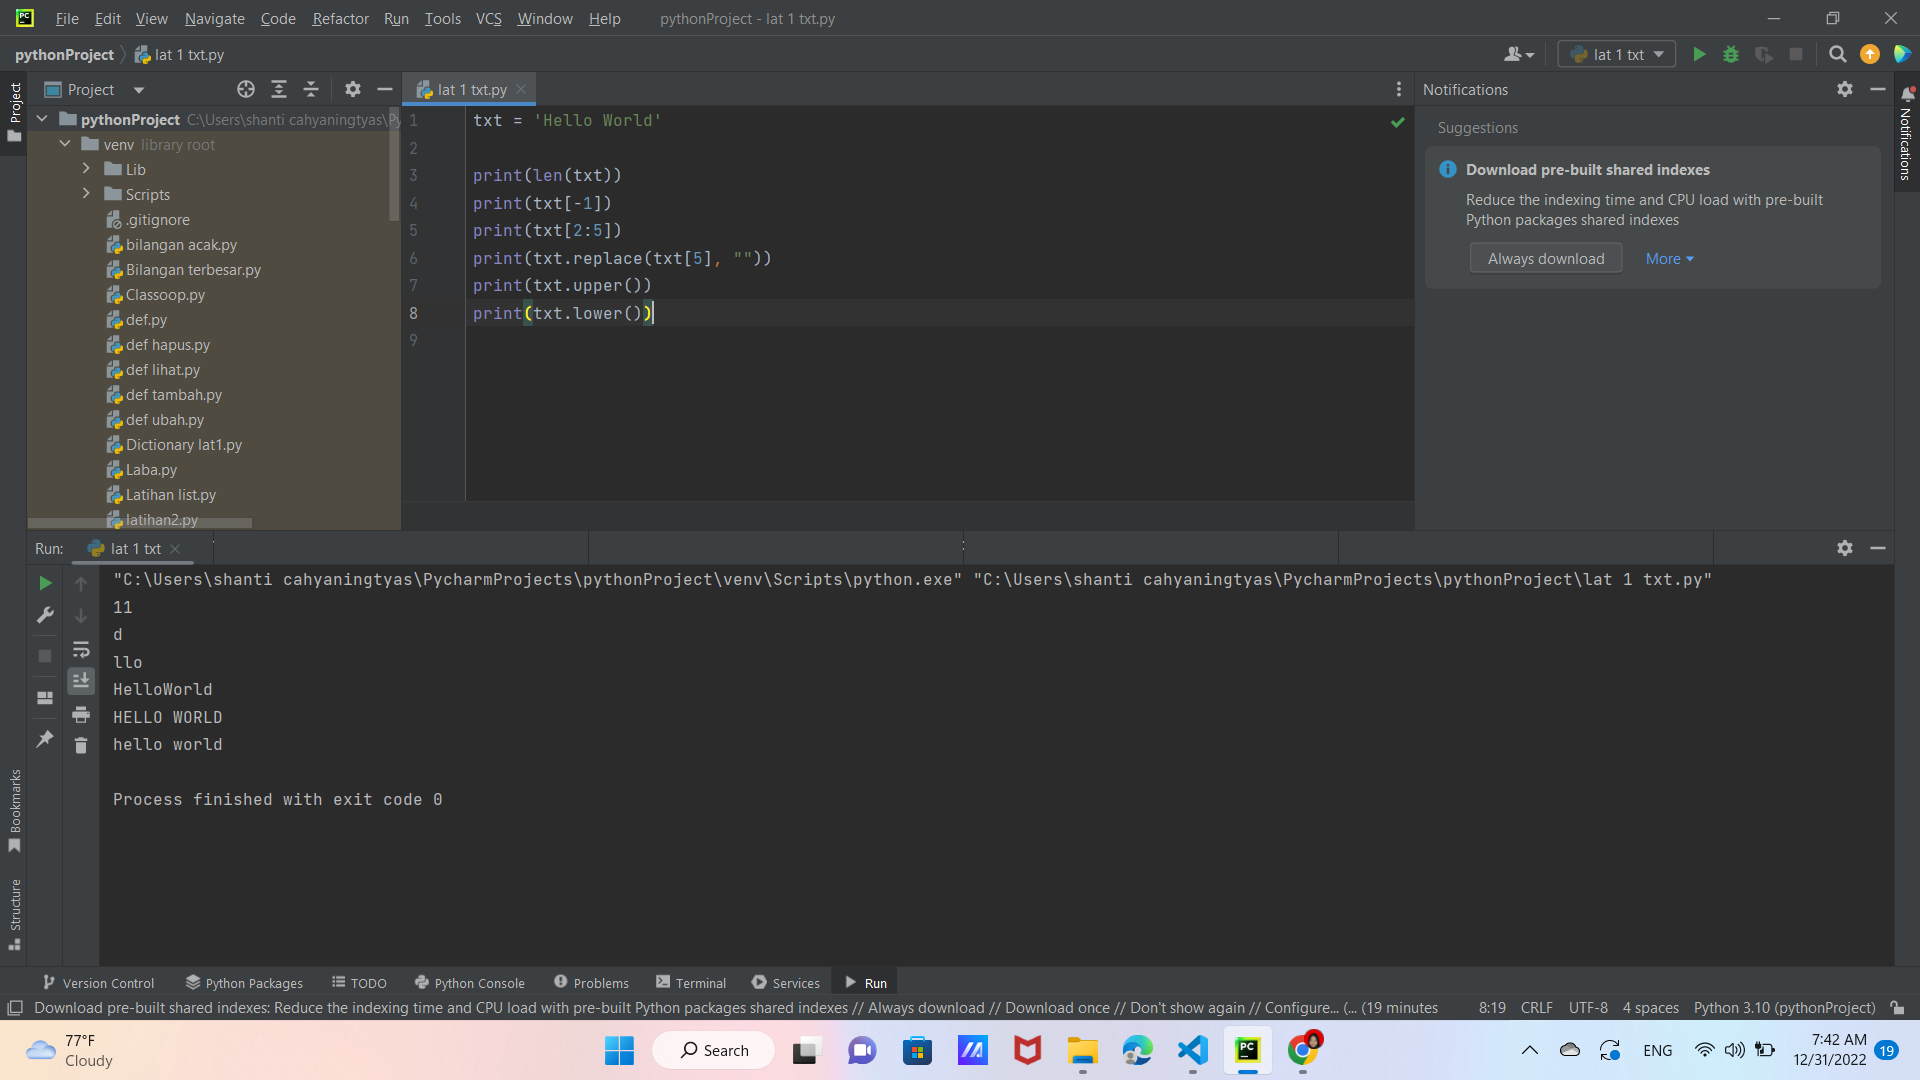 PC File Edit View Navigate Code Refactor Run Tools VCS Window Help pythonProject - lat 1 txt.py
pythonProject lat 1 txt.py lat 1 txt
Project
Project lat 1 txt.py
pythonProject C:\Users\shanti cahyaningtyas\Py
venv library root
Lib
Scripts
.gitignore
bilangan acak.py
Bilangan terbesar.py
Classoop.py
def.py
def hapus.py
def lihat.py
def tambah.py
def ubah.py
Dictionary lat1.py
Laba.py
Latihan list.py
latihan2.py
1 txt = 'Hello World'
2
3 print(len(txt))
4 print(txt[-1])
5 print(txt[2:5])
6 print(txt.replace(txt[5], ""))
7 print(txt.upper())
8 print(txt.lower())
9
Notifications
Suggestions
Download pre-built shared indexes
Reduce the indexing time and CPU load with pre-built
Python packages shared indexes
Always download More
Notifications
Run: lat 1 txt
"C:\Users\shanti cahyaningtyas\PycharmProjects\pythonProject\venv\Scripts\python.exe" "C:\Users\shanti cahyaningtyas\PycharmProjects\pythonProject\lat 1 txt.py"
11
d
llo
HelloWorld
HELLO WORLD
hello world
Process finished with exit code 0
Bookmarks
Structure
Version Control Python Packages TODO Python Console Problems Terminal Services Run
Download pre-built shared indexes: Reduce the indexing time and CPU load with pre-built Python packages shared indexes // Always download // Download once // Don't show again // Configure... (... (19 minutes 8:19 CRLF UTF-8 4 spaces Python 3.10 (pythonProject)
77°F
Cloudy
Search
PC
ENG
7:42 AM
12/31/2022
19